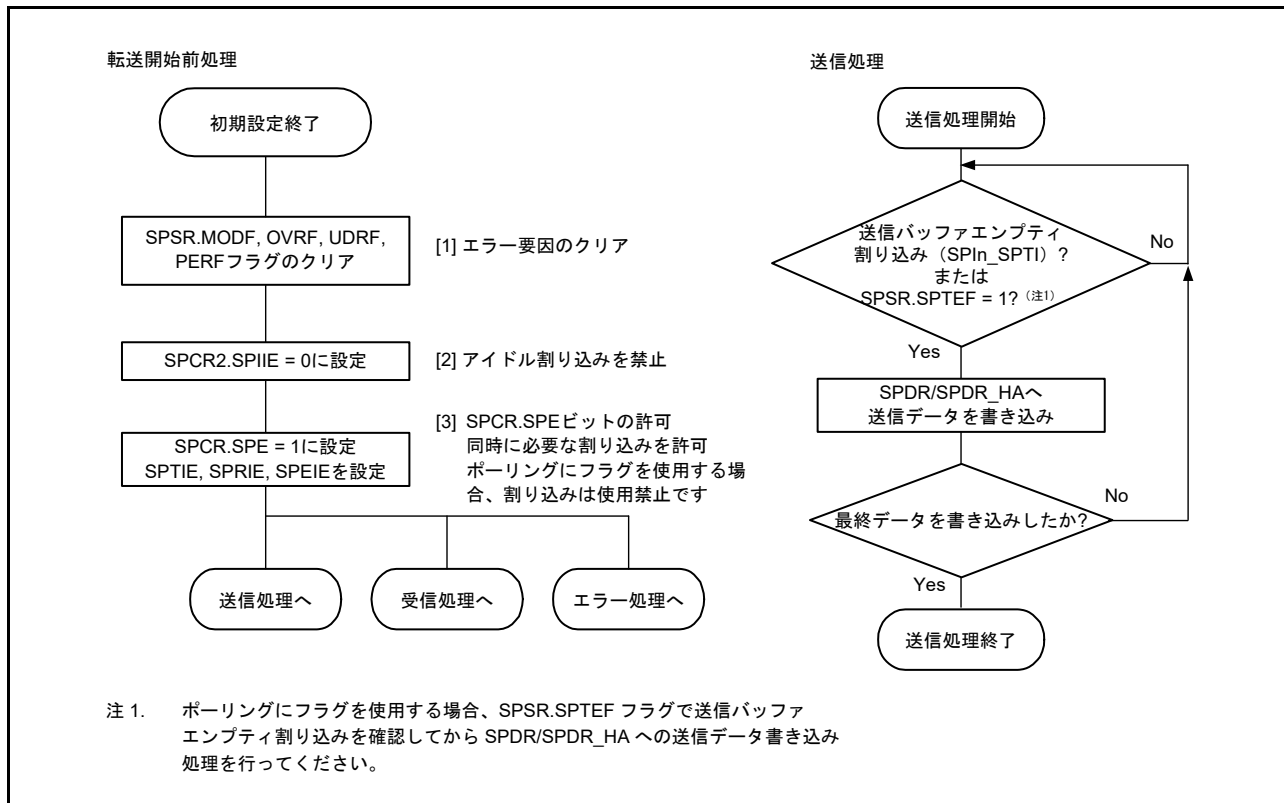 転送開始前処理
初期設定終了
SPSR.MODF, OVRF, UDRF,
PERFフラグのクリア
[1] エラー要因のクリア
SPCR2.SPIIE = 0に設定
[2] アイドル割り込みを禁止
SPCR.SPE = 1に設定
SPTIE, SPRIE, SPEIEを設定
[3] SPCR.SPEビットの許可
同時に必要な割り込みを許可
ポーリングにフラグを使用する場
合、割り込みは使用禁止です
送信処理へ
受信処理へ
エラー処理へ
送信処理
送信処理開始
送信バッファエンプティ
割り込み（SPIn_SPTI）?
または
SPSR.SPTEF = 1?（注1）
No
Yes
SPDR/SPDR_HAへ
送信データを書き込み
最終データを書き込みしたか?
No
Yes
送信処理終了
注 1. ポーリングにフラグを使用する場合、SPSR.SPTEF フラグで送信バッファ
エンプティ割り込みを確認してから SPDR/SPDR_HA への送信データ書き込み
処理を行ってください。